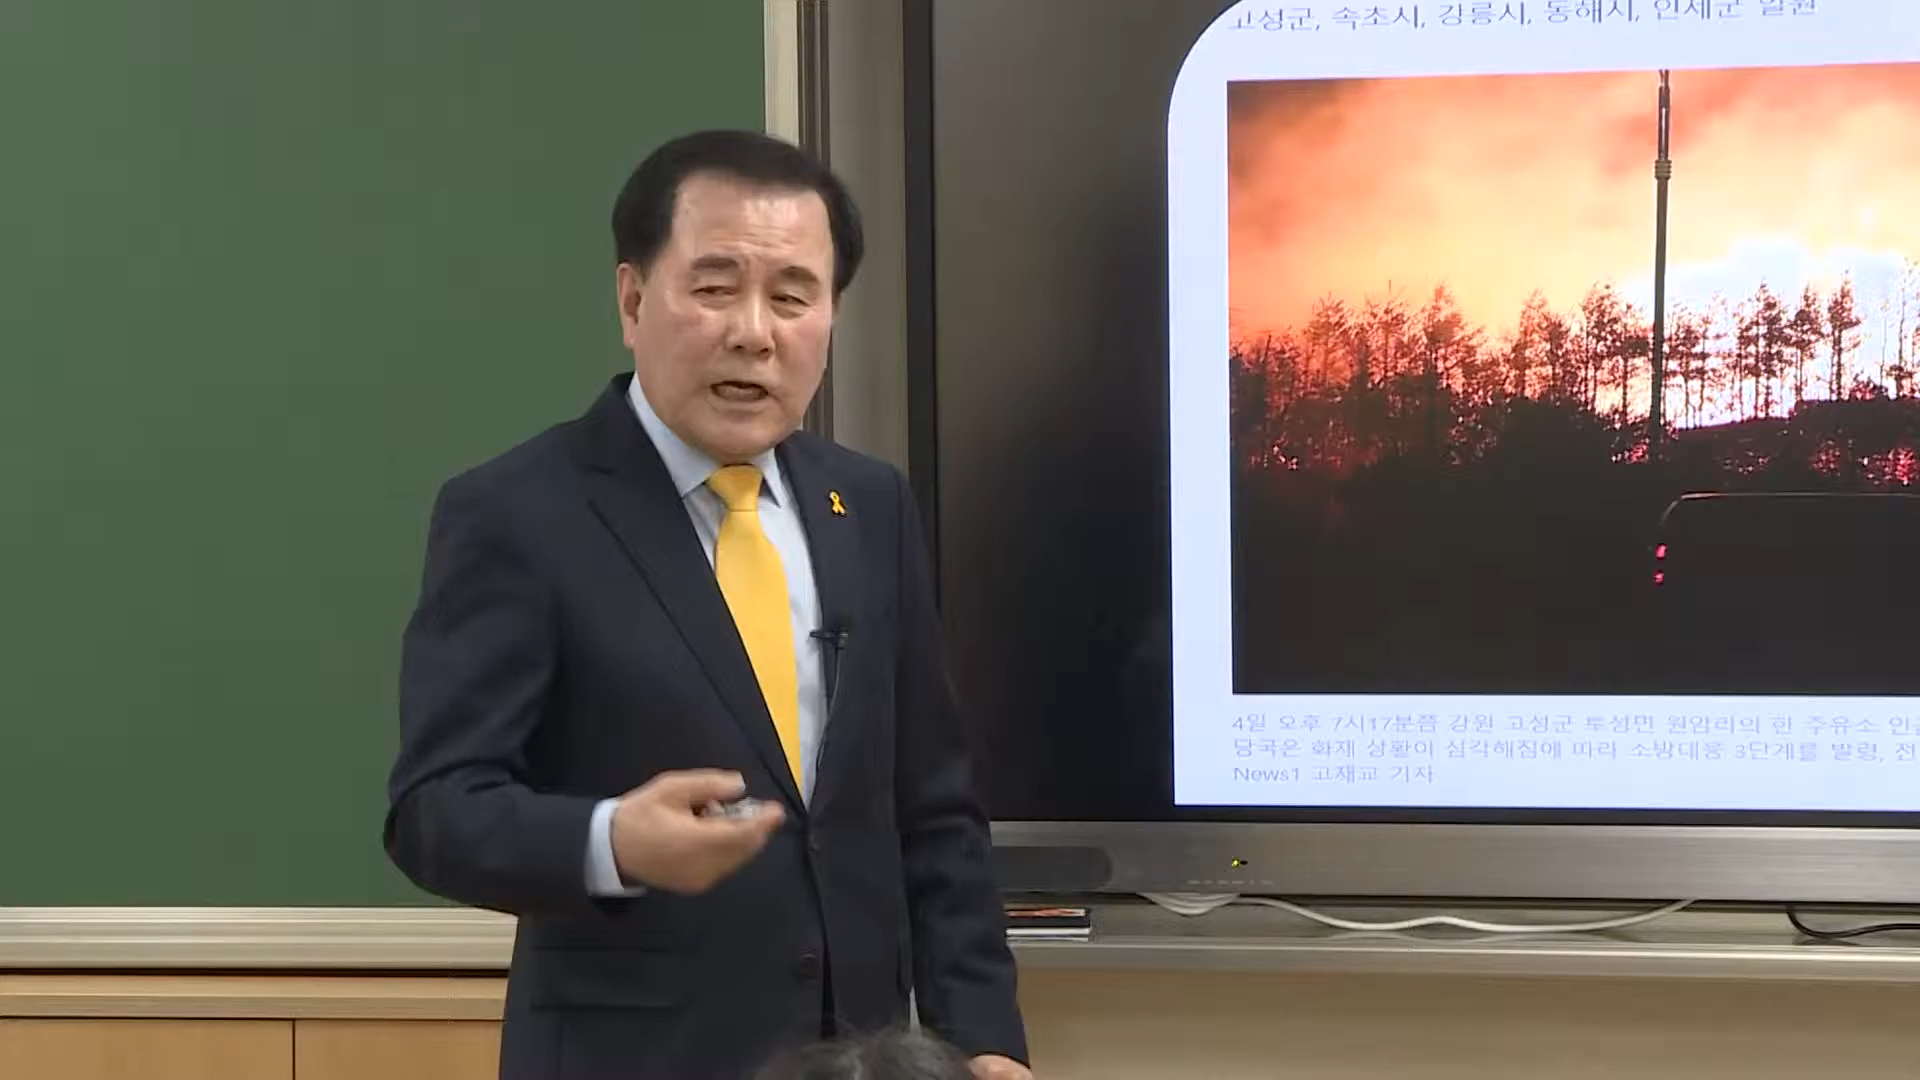 고성군, 속초시, 강릉시, 동해시, 인제군 일원
4일 오후 7시17분쯤 강원 고성군 토성면 원암리의 한 주유소
당국은 화재 상황이 심각해짐에 따라 소방대응 3단계를 발령,
News1 고재교 기자